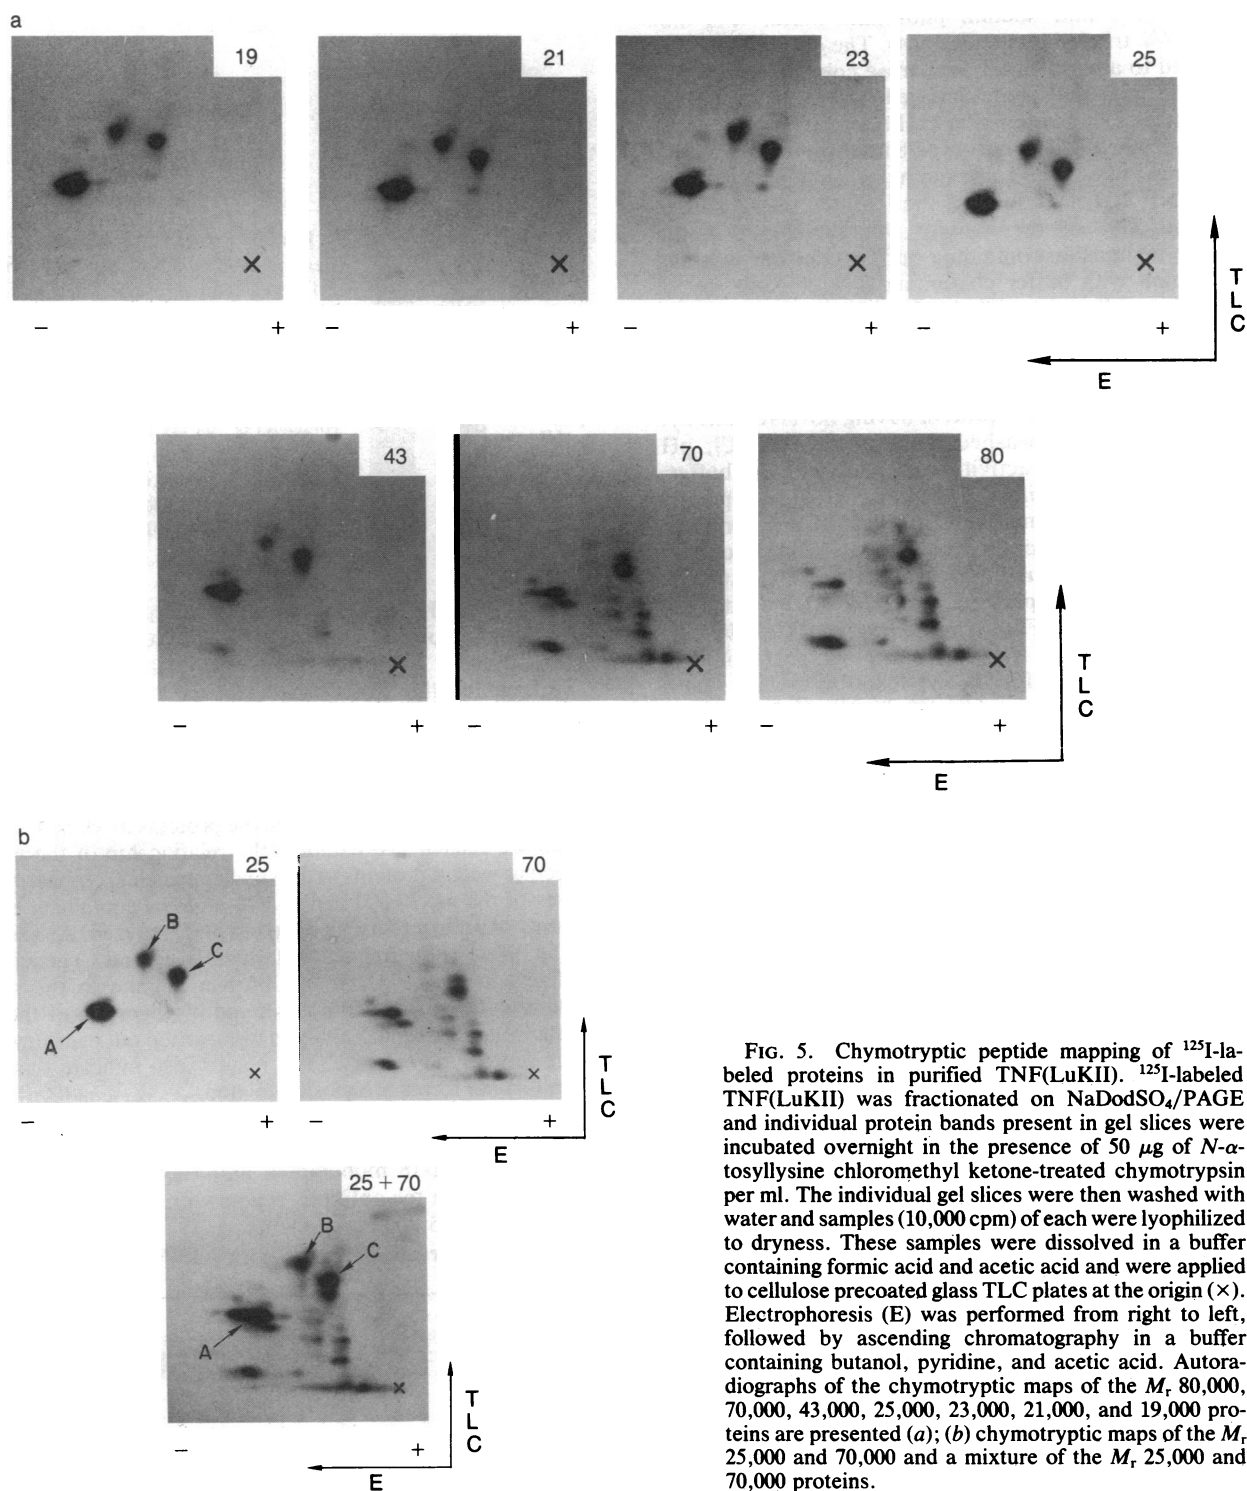 a
19
21
23
25
×
×
×
×
− +
− +
− +
− +
T
L
C
E
43
70
80
×
×
×
− +
− +
− +
T
L
C
E
b
25
70
B
C
A
×
×
− +
− +
T
L
C
E
25 + 70
B
C
A
×
− +
T
L
C
E
FIG. 5. Chymotryptic peptide mapping of ¹²⁵I-la-
beled proteins in purified TNF(LuKII). ¹²⁵I-labeled
TNF(LuKII) was fractionated on NaDodSO₄/PAGE
and individual protein bands present in gel slices were
incubated overnight in the presence of 50 μg of N-α-
tosyllysine chloromethyl ketone-treated chymotrypsin
per ml. The individual gel slices were then washed with
water and samples (10,000 cpm) of each were lyophilized
to dryness. These samples were dissolved in a buffer
containing formic acid and acetic acid and were applied
to cellulose precoated glass TLC plates at the origin (×).
Electrophoresis (E) was performed from right to left,
followed by ascending chromatography in a buffer
containing butanol, pyridine, and acetic acid. Autora-
diographs of the chymotryptic maps of the Mᵣ 80,000,
70,000, 43,000, 25,000, 23,000, 21,000, and 19,000 pro-
teins are presented (a); (b) chymotryptic maps of the Mᵣ
25,000 and 70,000 and a mixture of the Mᵣ 25,000 and
70,000 proteins.